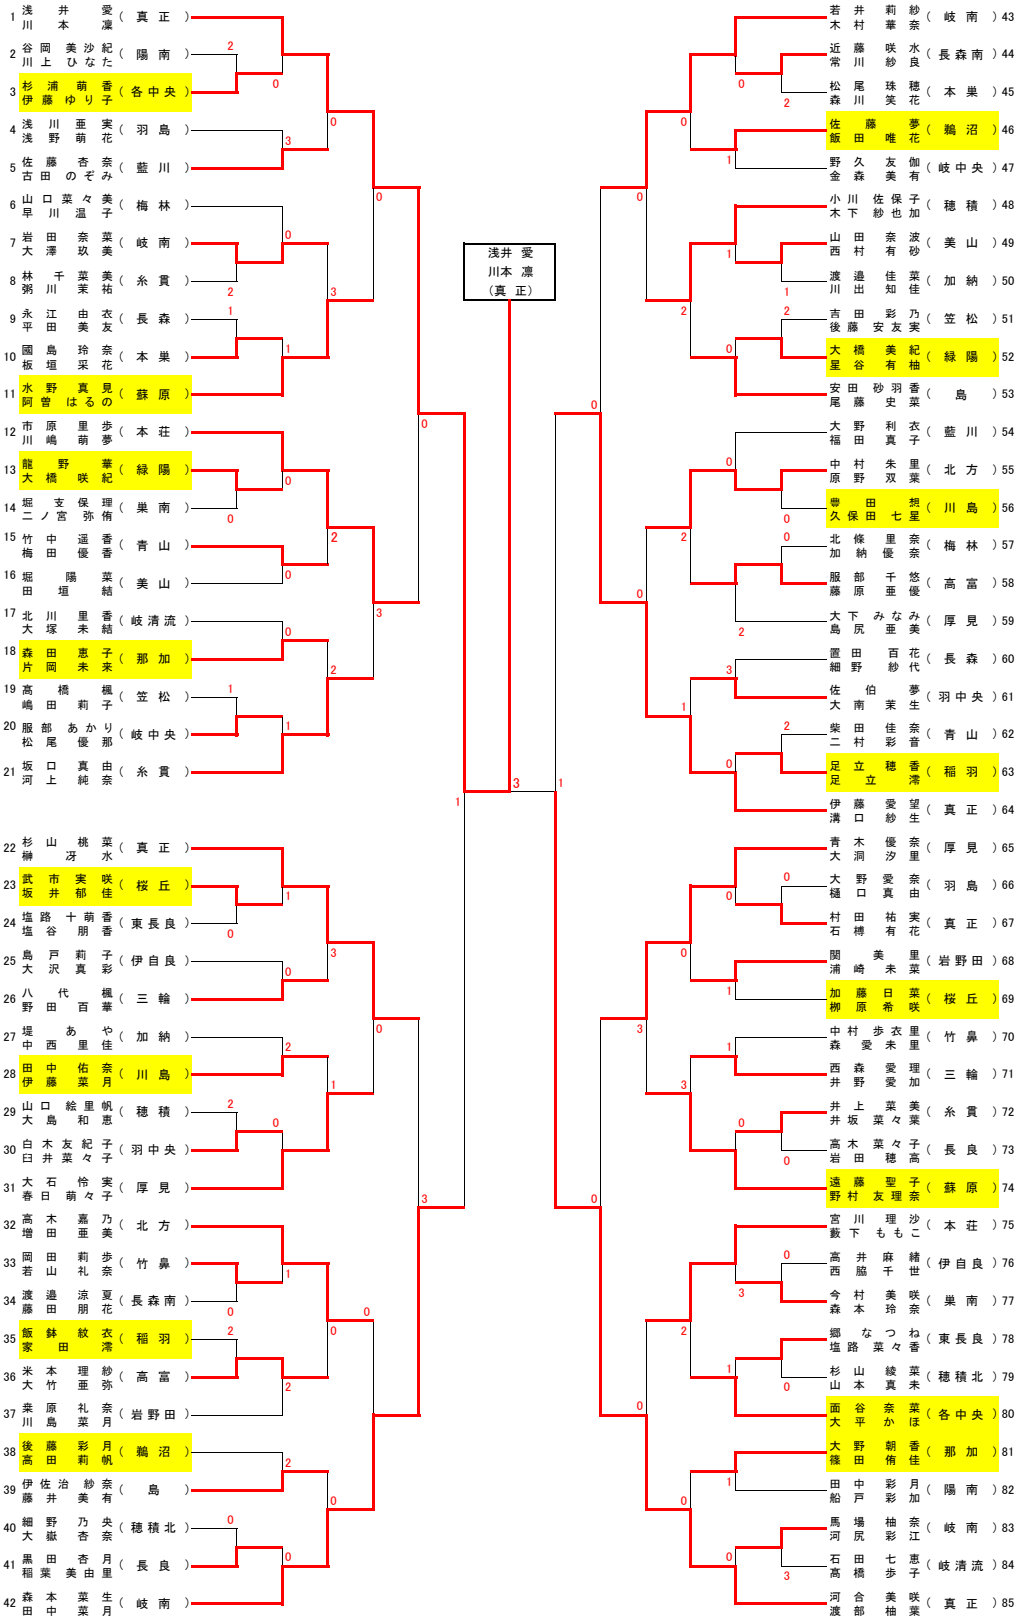 1 浅井 愛 川本 凛 （真正）
2 谷岡 美沙紀 川上 ひなた （陽南）
3 杉浦 萌香 伊藤 ゆり子 （各中央）
4 浅川 亜実 浅野 萌花 （羽島）
5 佐藤 杏奈 古田 のぞみ （藍川）
6 山口 菜々美 早川 温子 （梅林）
7 岩田 奈菜 大澤 玖美 （岐南）
8 林 千菜美 粥川 茉祐 （糸貫）
9 永江 由衣 平田 美友 （長森）
10 國島 玲奈 板垣 采花 （本巣）
11 水野 真見 阿曽 はるの （蘇原）
12 市原 里歩 川嶋 萌夢 （本荘）
13 龍野 華 大橋 咲紀 （緑陽）
14 堀 支保理 二ノ宮 弥侑 （巣南）
15 竹中 遥香 梅田 優香 （青山）
16 堀 陽菜 田垣 結 （美山）
17 北川 里香 大塚 未結 （岐清流）
18 森田 恵子 片岡 未来 （那加）
19 髙橋 楓 嶋田 莉子 （笠松）
20 服部 あかり 松尾 優那 （岐中央）
21 坂口 真由 河上 純奈 （糸貫）
22 杉山 桃菜 榊 冴水 （真正）
23 武市 実咲 坂井 郁佳 （桜丘）
24 塩路 十萌香 塩谷 朋香 （東長良）
25 島戸 莉子 大沢 真彩 （伊自良）
26 八代 楓 野田 百華 （三輪）
27 堤 あや 中西 里佳 （加納）
28 田中 佑奈 伊藤 菜月 （川島）
29 山口 絵里帆 大島 和恵 （穂積）
30 白木 友紀子 臼井 菜々子 （羽中央）
31 大石 怜実 春日 萌々子 （厚見）
32 高木 嘉乃 増田 亜美 （北方）
33 岡田 莉歩 若山 礼奈 （竹鼻）
34 渡邉 涼夏 藤田 朋花 （長森南）
35 飯鉢 紋衣 家田 澪 （稲羽）
36 米本 理紗 大竹 亜弥 （高富）
37 来原 礼奈 川島 菜月 （岩野田）
38 後藤 彩月 高田 莉帆 （鵜沼）
39 伊佐治 紗奈 藤井 美有 （島）
40 細野 乃央 大嶽 杏奈 （穂積北）
41 黒田 杏月 稲葉 美由里 （長良）
42 森本 菜生 田中 菜月 （岐南）
浅井 愛
川本 凛
（真正）
若井 莉紗 木村 華奈 （岐南） 43
近藤 咲水 常川 紗良 （長森南） 44
松尾 珠穂 森川 笑花 （本巣） 45
佐藤 夢 飯田 唯花 （鵜沼） 46
野久 友伽 金森 美有 （岐中央） 47
小川 佐保子 木下 紗也加 （穂積） 48
山田 奈波 西村 有砂 （美山） 49
渡邉 佳菜 川出 知佳 （加納） 50
吉田 彩乃 後藤 安友実 （笠松） 51
大橋 美紀 星谷 有柚 （緑陽） 52
安田 砂羽香 尾藤 史菜 （島） 53
大野 利衣 福田 真子 （藍川） 54
中村 朱里 原野 双葉 （北方） 55
豊田 想 久保田 七星 （川島） 56
北條 里奈 加納 優奈 （梅林） 57
服部 千悠 藤原 亜優 （高富） 58
大下 みなみ 島尻 亜美 （厚見） 59
置田 百花 細野 紗代 （長森） 60
佐伯 夢 大南 茉生 （羽中央） 61
柴田 佳奈 二村 彩音 （青山） 62
足立 穂香 足立 澪 （稲羽） 63
伊藤 愛望 溝口 紗生 （真正） 64
青木 優奈 大洞 汐里 （厚見） 65
大野 愛奈 樋口 真由 （羽島） 66
村田 祐実 石榑 有花 （真正） 67
関 美里 浦崎 未菜 （岩野田） 68
加藤 日菜 栁原 希咲 （桜丘） 69
中村 歩衣里 森 愛未里 （竹鼻） 70
西森 愛理 井野 愛加 （三輪） 71
井上 菜美 井坂 菜々葉 （糸貫） 72
高木 菜々子 岩田 穂高 （長良） 73
遠藤 聖子 野村 友理奈 （蘇原） 74
宮川 理沙 藪下 ももこ （本荘） 75
高井 麻緒 西脇 千世 （伊自良） 76
今村 美咲 森本 玲奈 （巣南） 77
郷 なつね 塩路 菜々香 （東長良） 78
杉山 綾菜 山本 真未 （穂積北） 79
面谷 奈菜 大平 かほ （各中央） 80
大野 朝香 篠田 侑佳 （那加） 81
田中 彩月 船戸 彩加 （陽南） 82
馬場 柚奈 河尻 彩江 （岐南） 83
石田 七恵 髙橋 歩子 （岐清流） 84
河合 美咲 渡部 柚葉 （真正） 85